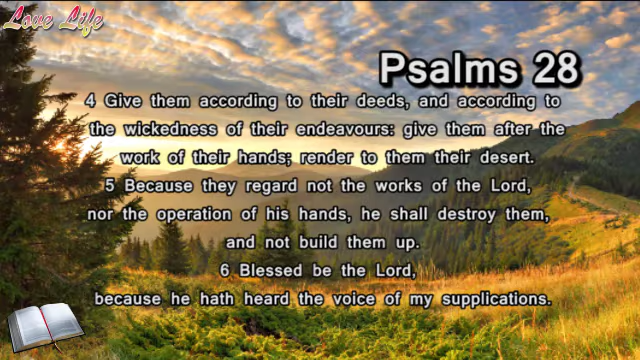 Love Life
Psalms 28
4 Give them according to their deeds, and according to
the wickedness of their endeavours: give them after the
work of their hands; render to them their desert.
5 Because they regard not the works of the Lord,
nor the operation of his hands, he shall destroy them,
and not build them up.
6 Blessed be the Lord,
because he hath heard the voice of my supplications.